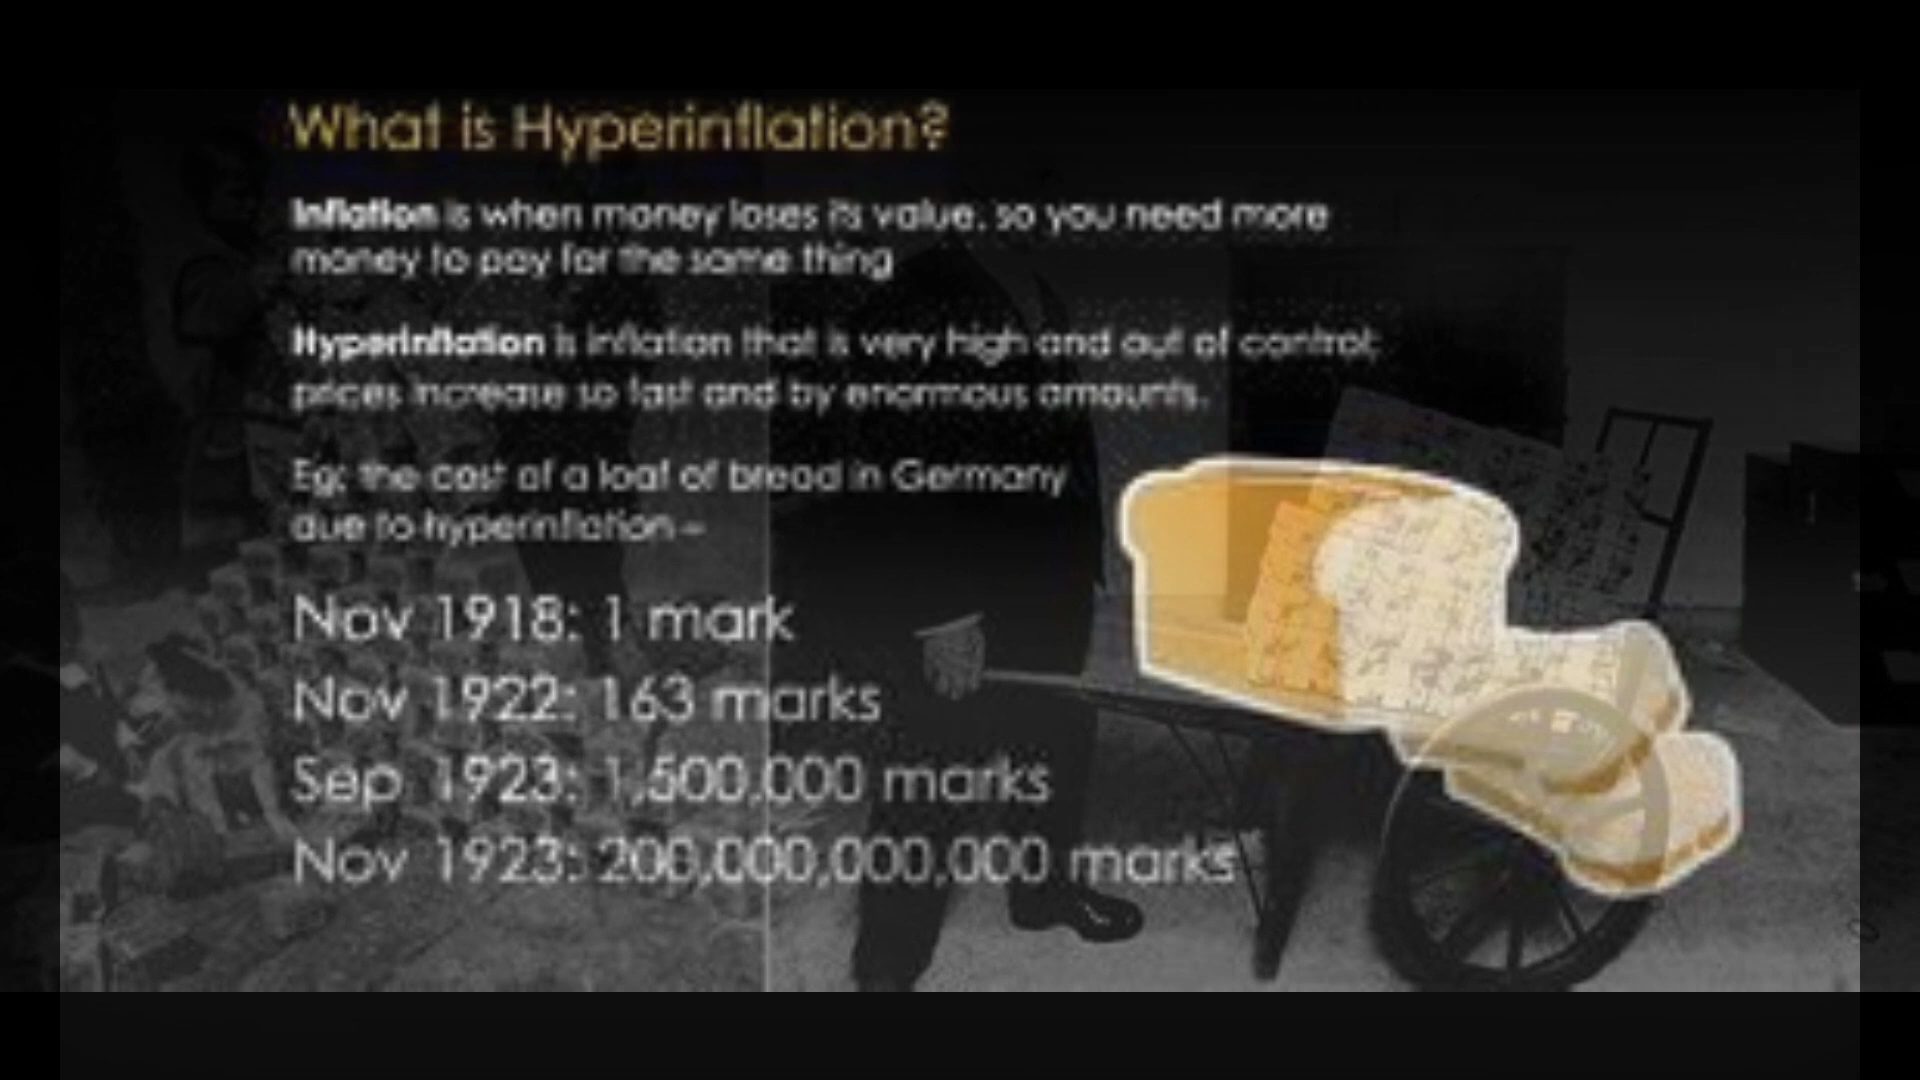 What is Hyperinflation?
Inflation is when money loses its value, so you need more
money to pay for the same thing
Hyperinflation is inflation that is very high and out of control;
prices increase so fast and by enormous amounts.
Eg: the cost of a loaf of bread in Germany
due to hyperinflation –
Nov 1918: 1 mark
Nov 1922: 163 marks
Sep 1923: 1,500,000 marks
Nov 1923: 200,000,000,000 marks